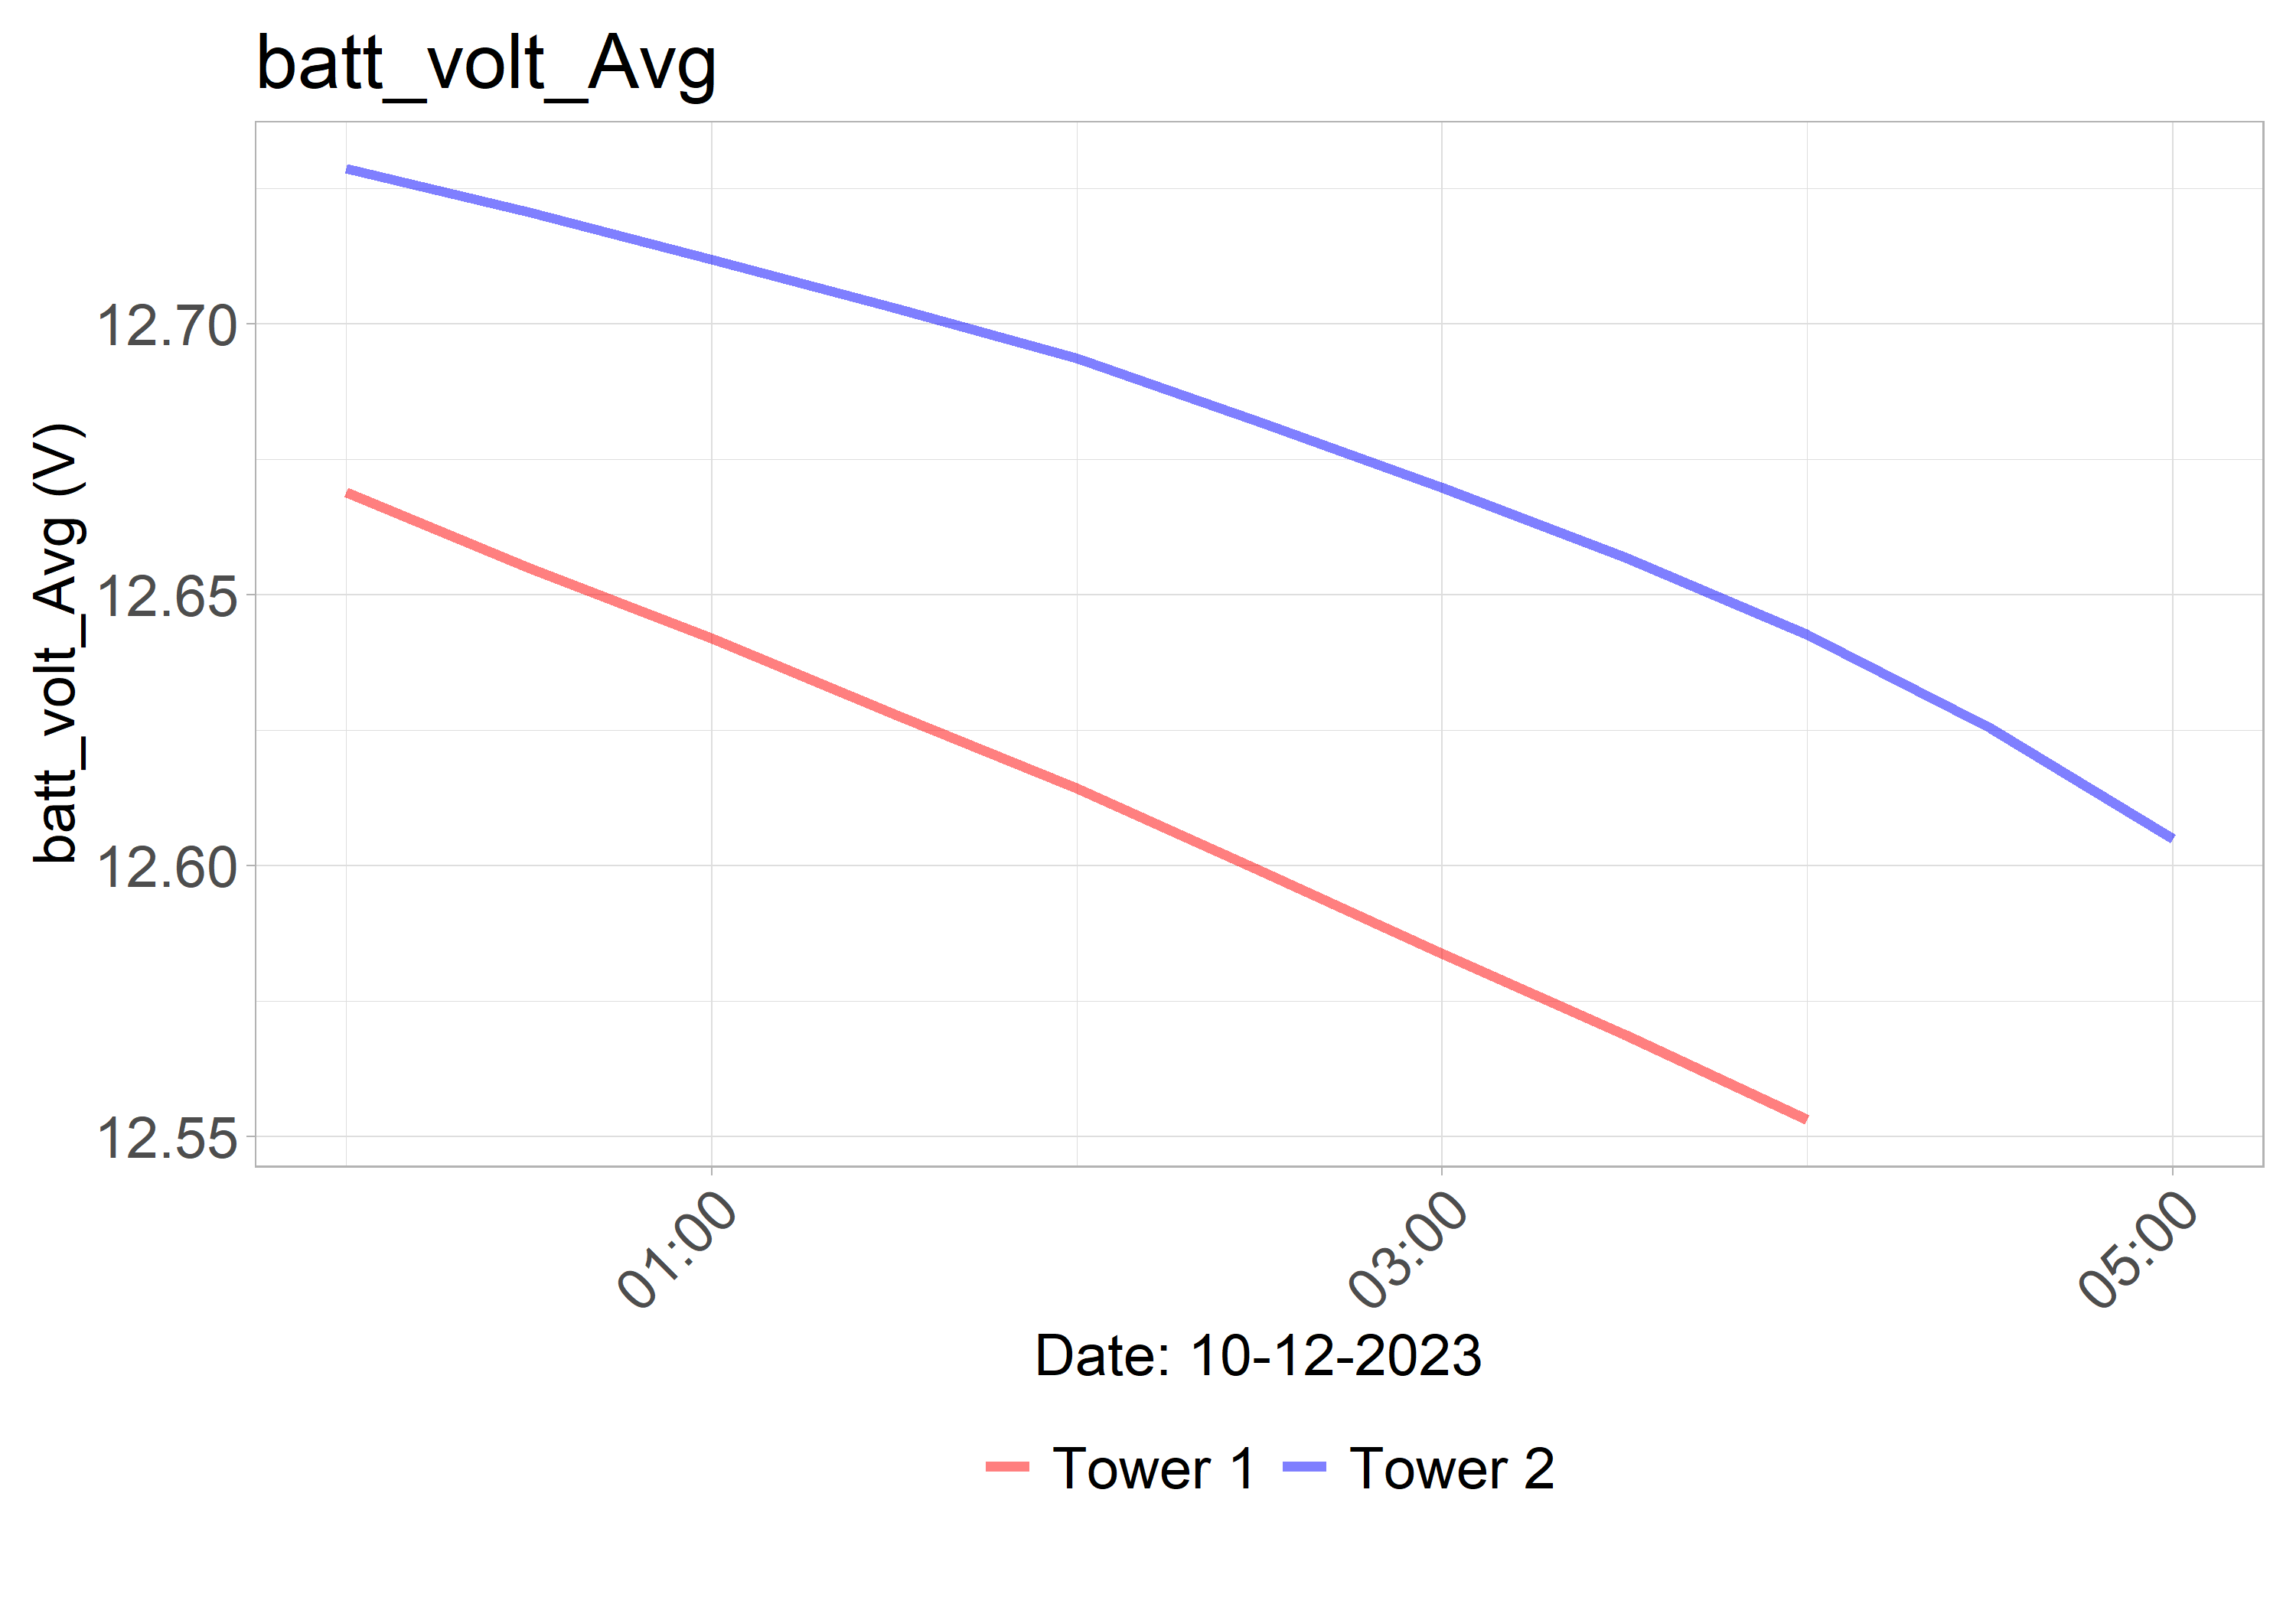 batt_volt_Avg
batt_volt_Avg (V)
12.70
12.65
12.60
12.55
01:00
03:00
05:00
Date: 10-12-2023
Tower 1
Tower 2